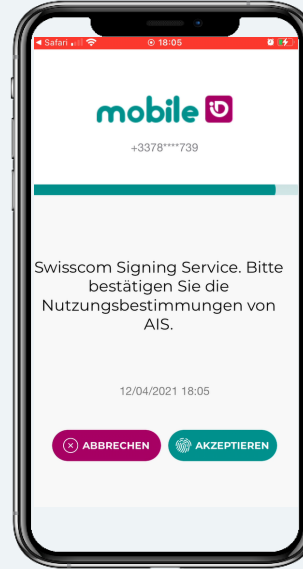 Safari 18:05
mobile ID
+3378****739
Swisscom Signing Service. Bitte
bestätigen Sie die
Nutzungsbestimmungen von
AIS.
12/04/2021 18:05
ABBRECHEN AKZEPTIEREN